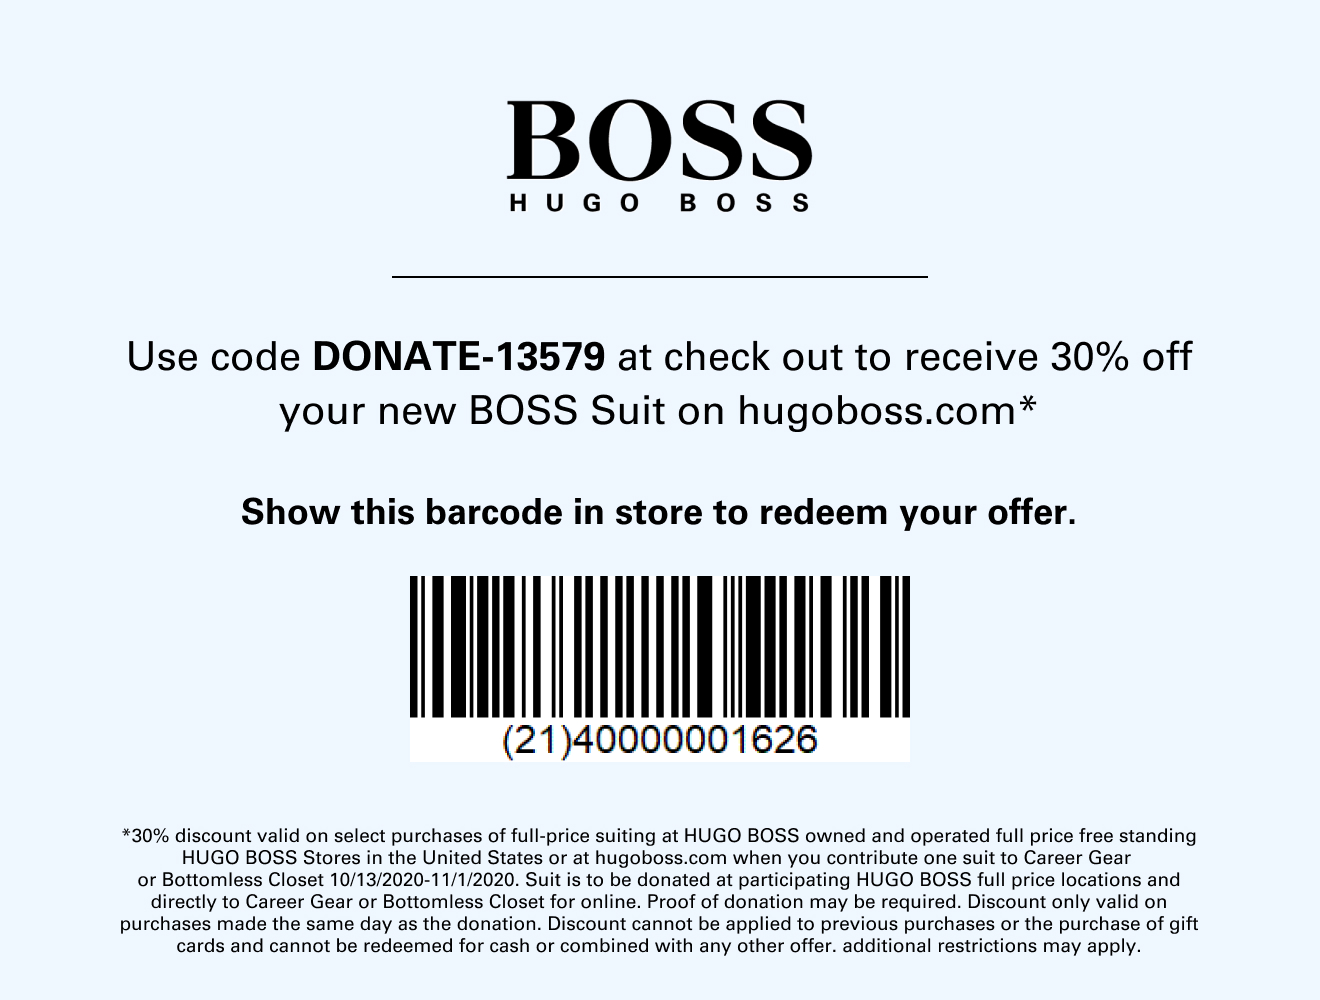 BOSS
HUGO BOSS
Use code DONATE-13579 at check out to receive 30% off
your new BOSS Suit on hugoboss.com*
Show this barcode in store to redeem your offer.
(21)40000001626
*30% discount valid on select purchases of full-price suiting at HUGO BOSS owned and operated full price free standing
HUGO BOSS Stores in the United States or at hugoboss.com when you contribute one suit to Career Gear
or Bottomless Closet 10/13/2020-11/1/2020. Suit is to be donated at participating HUGO BOSS full price locations and
directly to Career Gear or Bottomless Closet for online. Proof of donation may be required. Discount only valid on
purchases made the same day as the donation. Discount cannot be applied to previous purchases or the purchase of gift
cards and cannot be redeemed for cash or combined with any other offer. additional restrictions may apply.